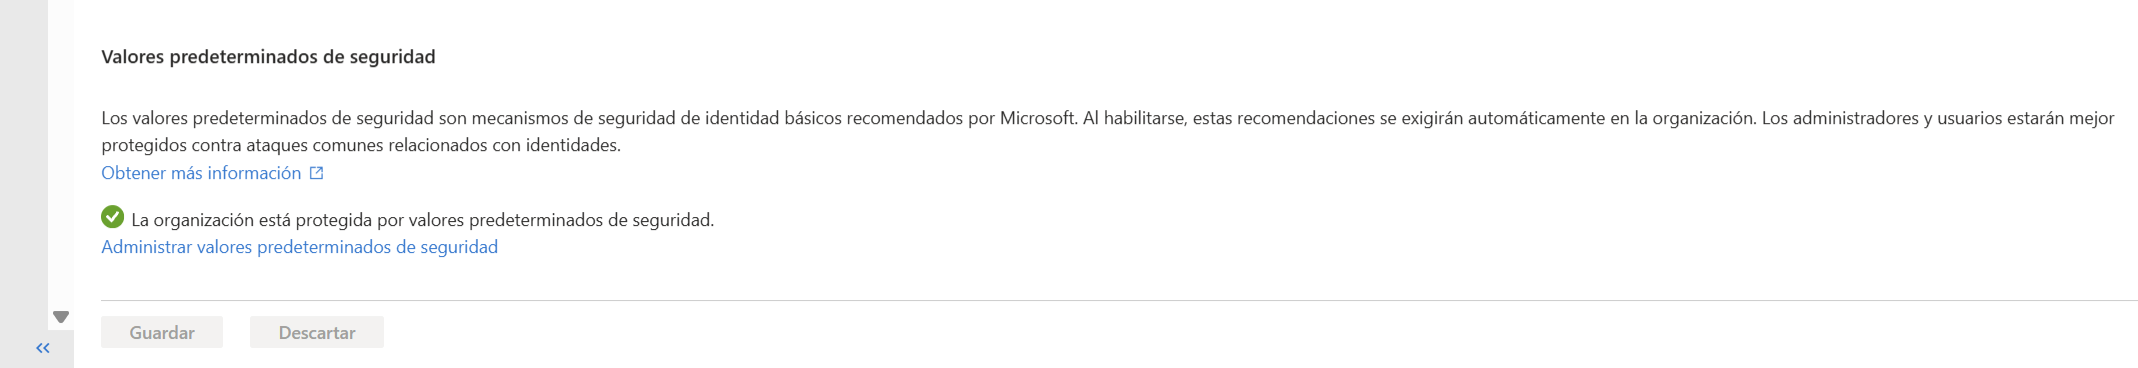 Valores predeterminados de seguridad
Los valores predeterminados de seguridad son mecanismos de seguridad de identidad básicos recomendados por Microsoft. Al habilitarse, estas recomendaciones se exigirán automáticamente en la organización. Los administradores y usuarios estarán mejor
protegidos contra ataques comunes relacionados con identidades.
Obtener más información
La organización está protegida por valores predeterminados de seguridad.
Administrar valores predeterminados de seguridad
Guardar Descartar